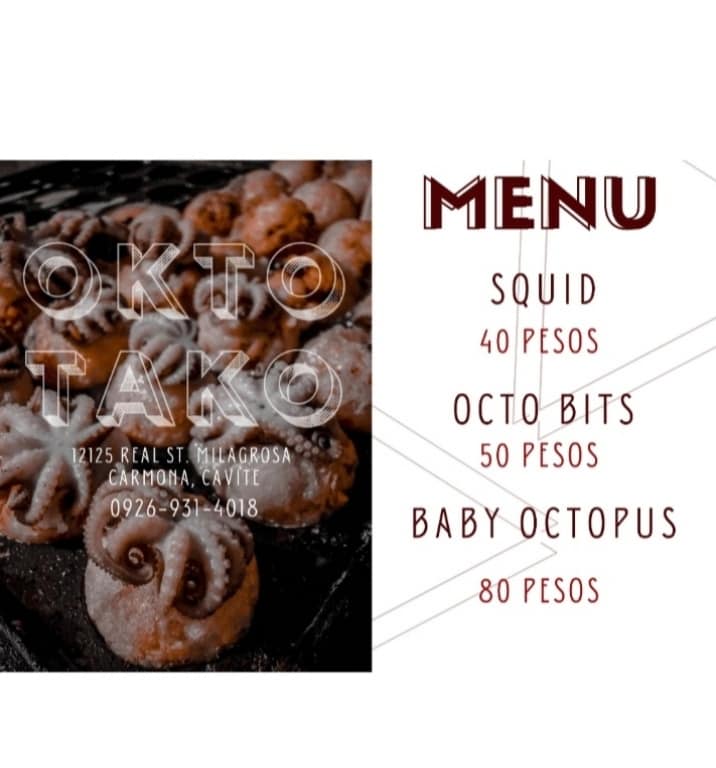 OKTO
TAKO
12125 REAL ST. MILAGROSA
CARMONA, CAVITE
0926-931-4018
MENU
SQUID
40 PESOS
OCTO BITS
50 PESOS
BABY OCTOPUS
80 PESOS